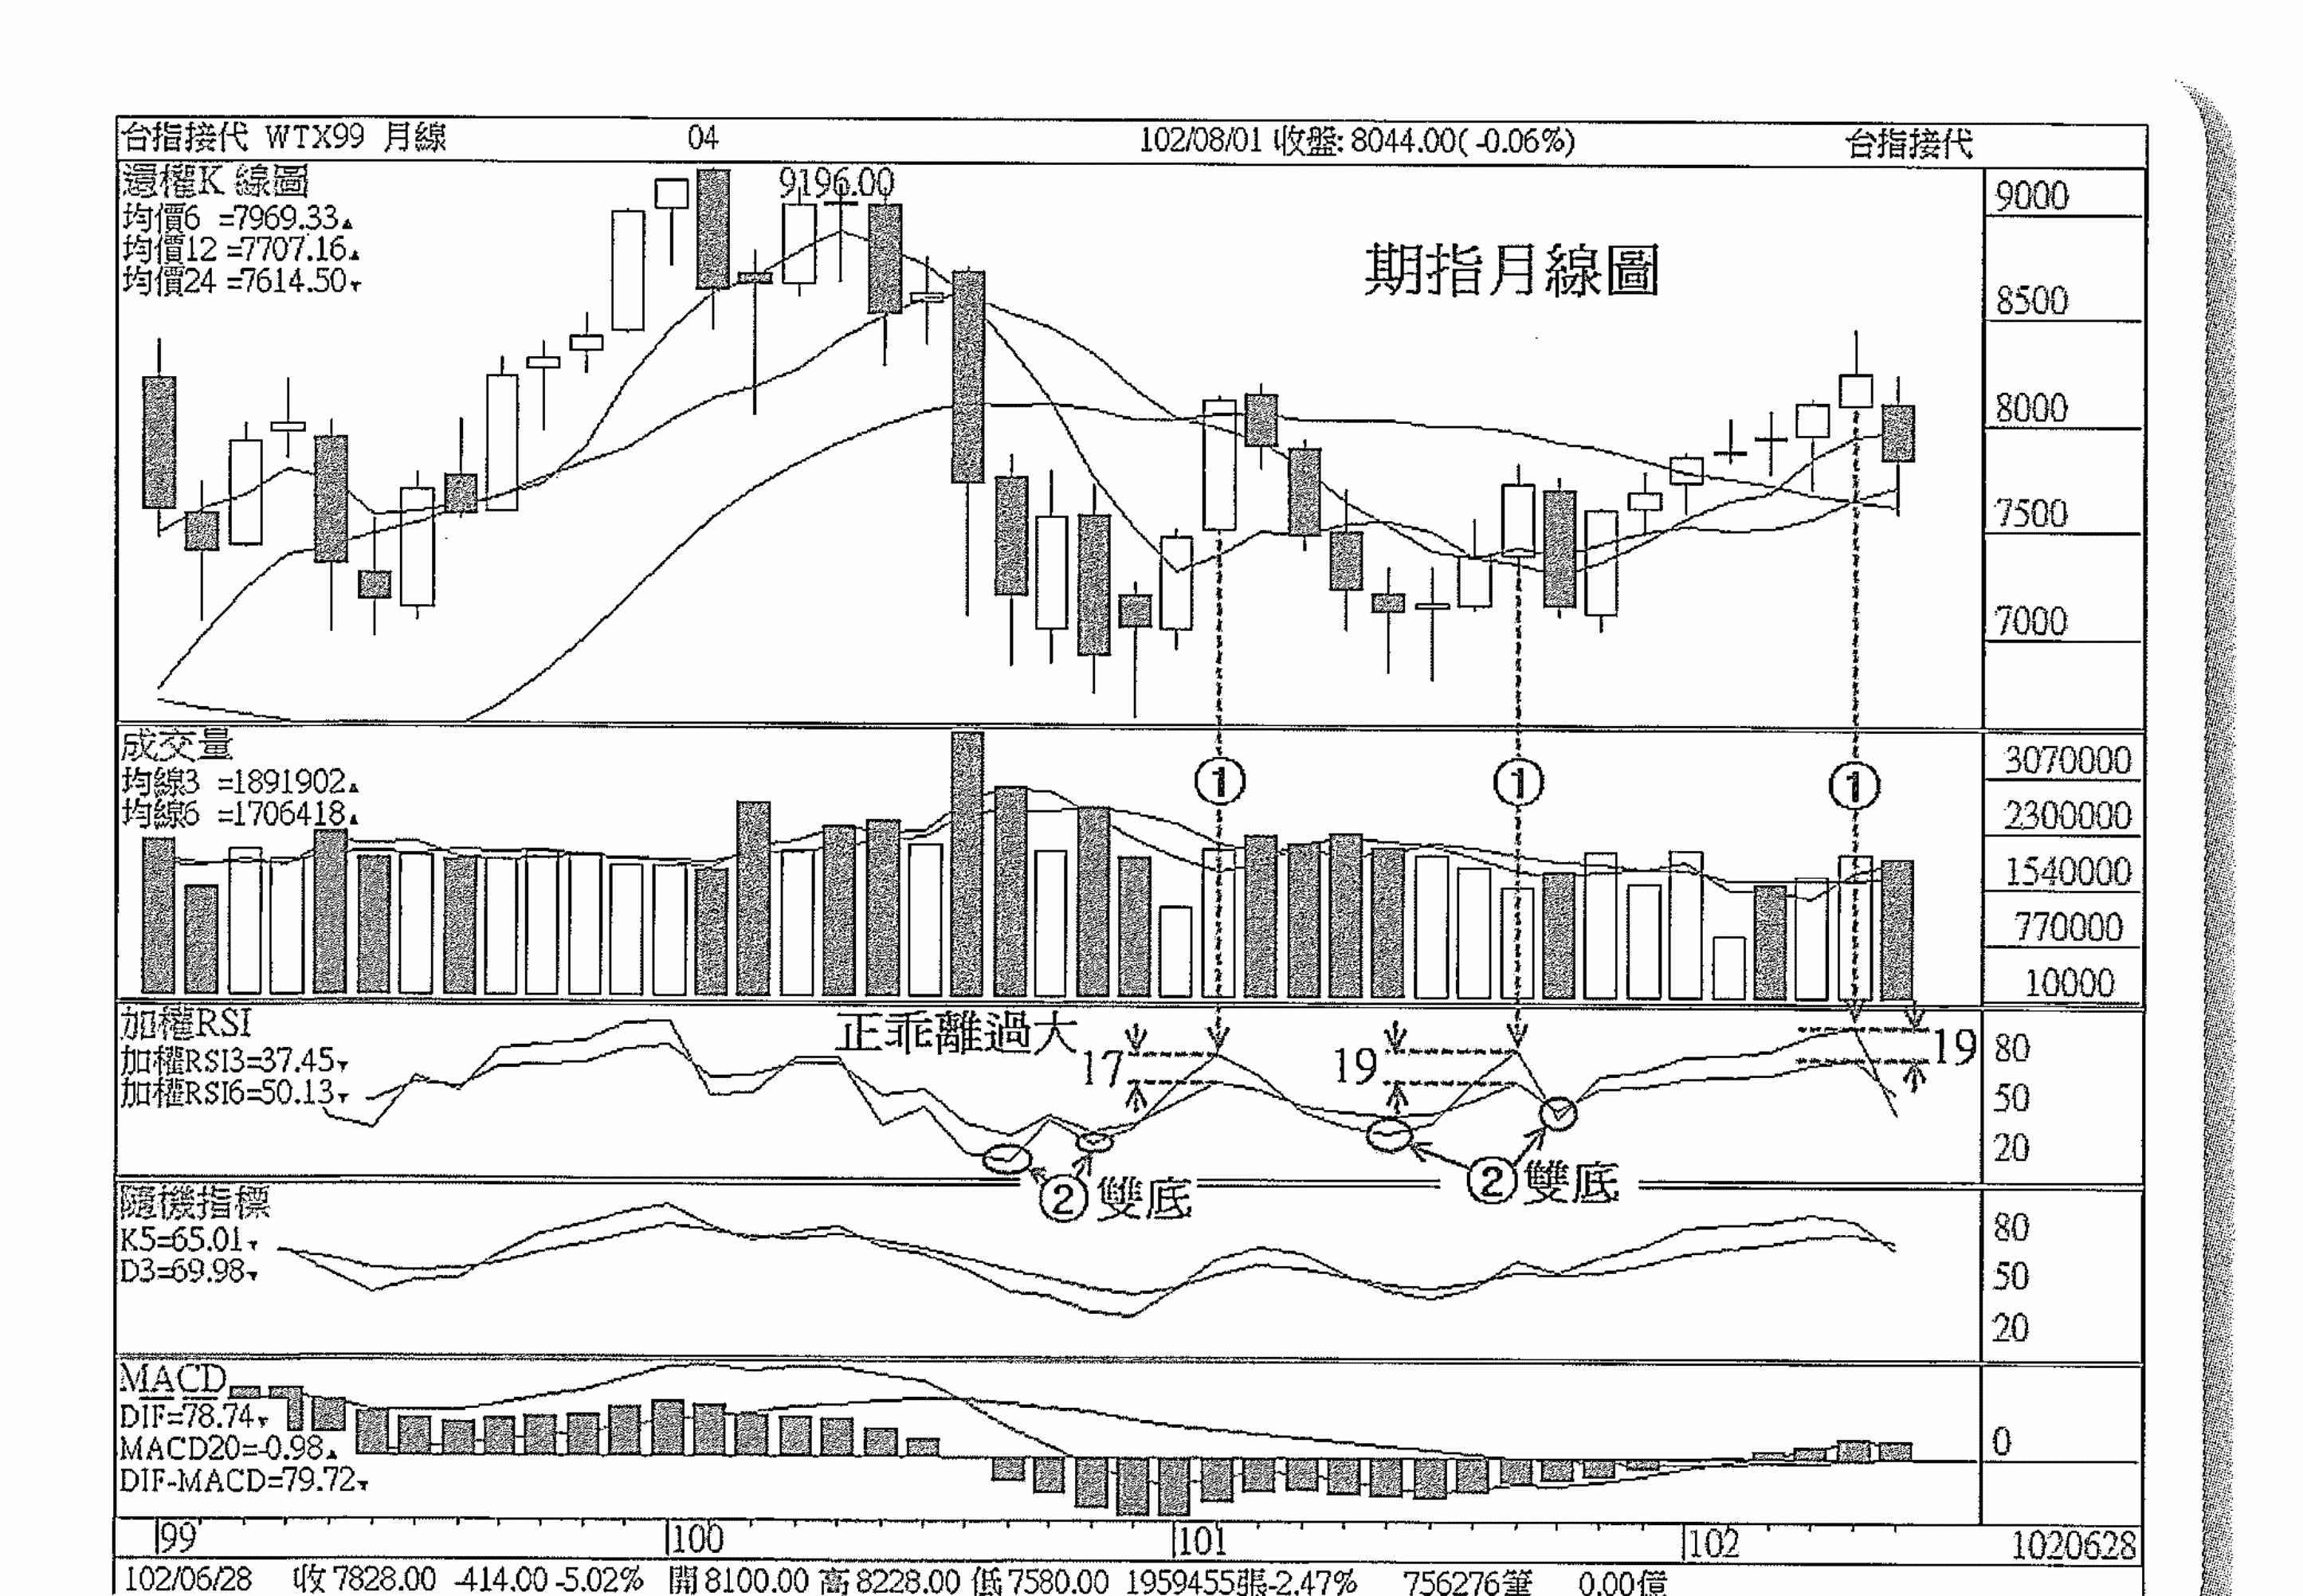 台指接代 WTX99 月線 04 102/08/01 收盤: 8044.00( -0.06%) 台指接代
還權K 線圖
均價6 =7969.33▲
均價12 =7707.16▲
均價24 =7614.50▼
9196.00
期指月線圖
9000
8500
8000
7500
7000
成交量
均線3 =1891902▲
均線6 =1706418▲
① ① ①
3070000
2300000
1540000
770000
10000
加權RSI
加權RSI3=37.45▼
加權RSI6=50.13▼
正乖離過大
17
19
19
② 雙底
② 雙底
80
50
20
隨機指標
K5=65.01▼
D3=69.98▼
80
50
20
MACD
DIF=78.74▼
MACD20=-0.98▲
DIF-MACD=79.72▼
0
99 100 101 102 1020628
102/06/28 收 7828.00 -414.00 -5.02% 開 8100.00 高 8228.00 低 7580.00 1959455張 -2.47% 756276筆 0.00億